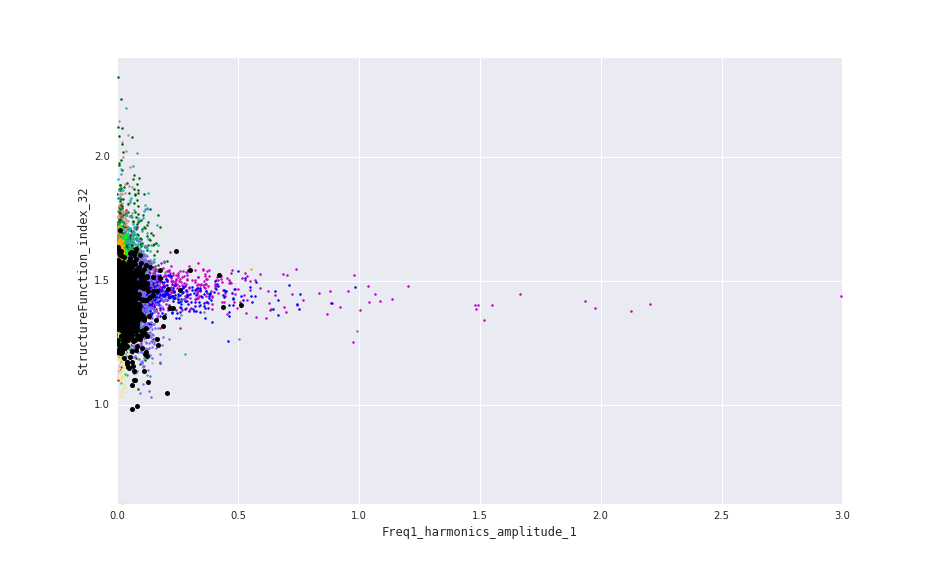 2.0
1.5
1.0
StructureFunction_index_32
0.0 0.5 1.0 1.5 2.0 2.5 3.0
Freq1_harmonics_amplitude_1